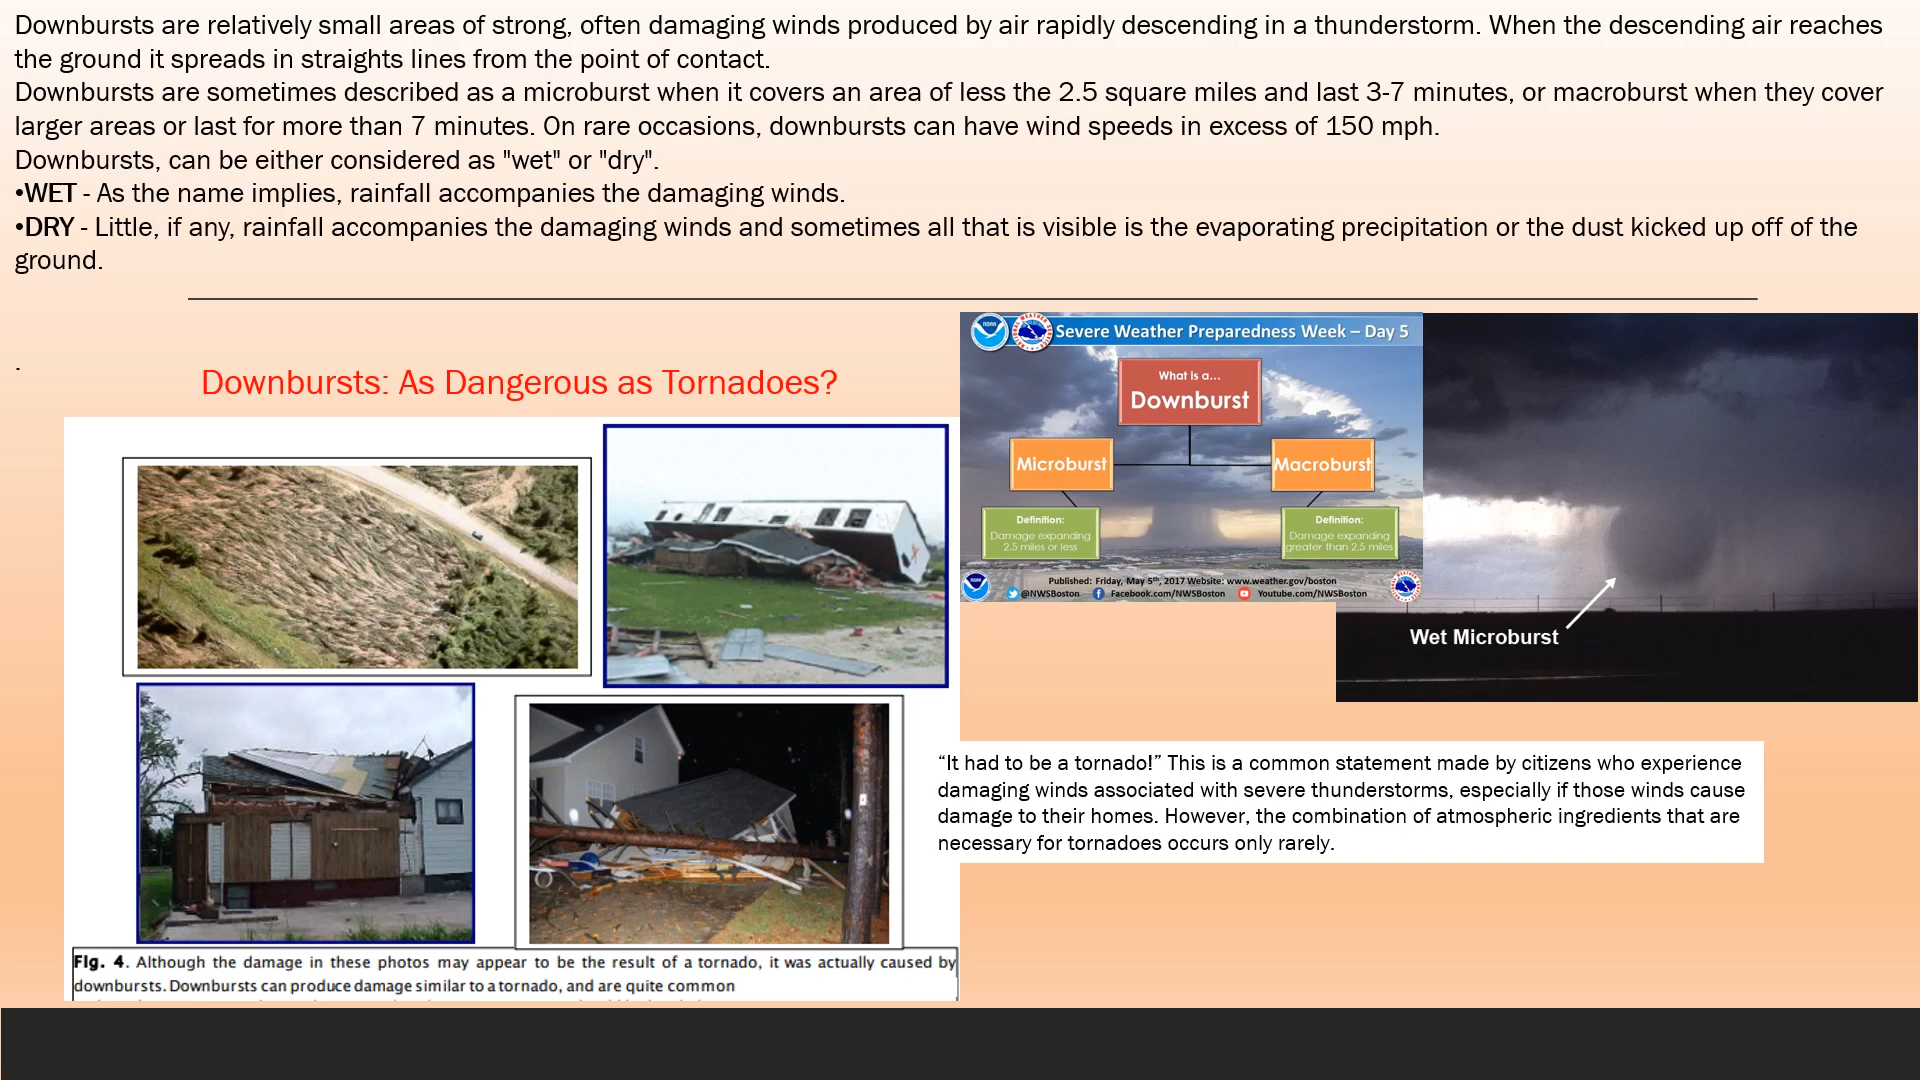 Downbursts are relatively small areas of strong, often damaging winds produced by air rapidly descending in a thunderstorm. When the descending air reaches
the ground it spreads in straights lines from the point of contact.
Downbursts are sometimes described as a microburst when it covers an area of less the 2.5 square miles and last 3-7 minutes, or macroburst when they cover
larger areas or last for more than 7 minutes. On rare occasions, downbursts can have wind speeds in excess of 150 mph.
Downbursts, can be either considered as "wet" or "dry".
•WET - As the name implies, rainfall accompanies the damaging winds.
•DRY - Little, if any, rainfall accompanies the damaging winds and sometimes all that is visible is the evaporating precipitation or the dust kicked up off of the
ground.
.
Downbursts: As Dangerous as Tornadoes?
Severe Weather Preparedness Week – Day 5
What is a...
Downburst
Microburst
Macroburst
Definition:
Damage expanding
2.5 miles or less
Definition:
Damage expanding
greater than 2.5 miles
Published: Friday, May 5th, 2017 Website: www.weather.gov/boston
@NWSBoston Facebook.com/NWSBoston Youtube.com/NWSBoston
Wet Microburst
“It had to be a tornado!” This is a common statement made by citizens who experience
damaging winds associated with severe thunderstorms, especially if those winds cause
damage to their homes. However, the combination of atmospheric ingredients that are
necessary for tornadoes occurs only rarely.
Fig. 4. Although the damage in these photos may appear to be the result of a tornado, it was actually caused by
downbursts. Downbursts can produce damage similar to a tornado, and are quite common